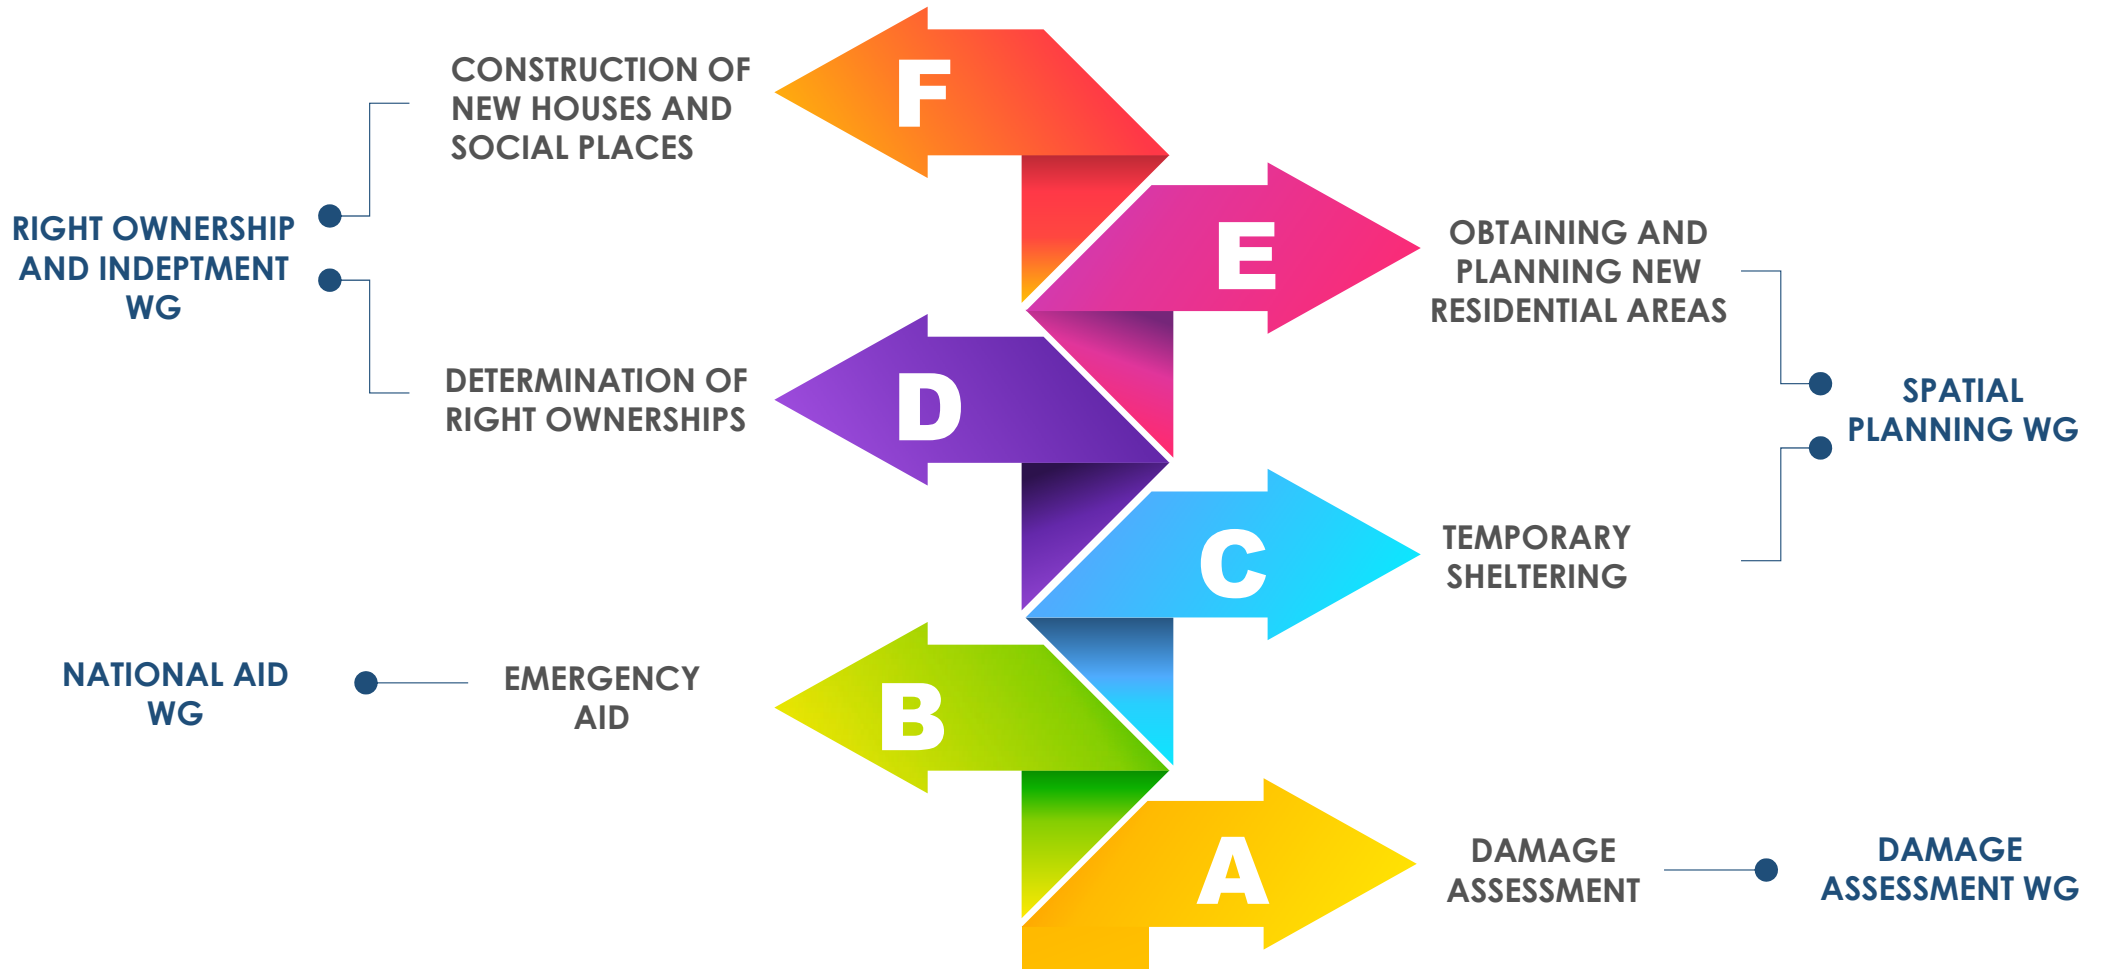 F
CONSTRUCTION OF
NEW HOUSES AND
SOCIAL PLACES
RIGHT OWNERSHIP
AND INDEPTMENT
WG
E
OBTAINING AND
PLANNING NEW
RESIDENTIAL AREAS
D
DETERMINATION OF
RIGHT OWNERSHIPS
SPATIAL
PLANNING WG
C
TEMPORARY
SHELTERING
B
EMERGENCY
AID
NATIONAL AID
WG
A
DAMAGE
ASSESSMENT
DAMAGE
ASSESSMENT WG